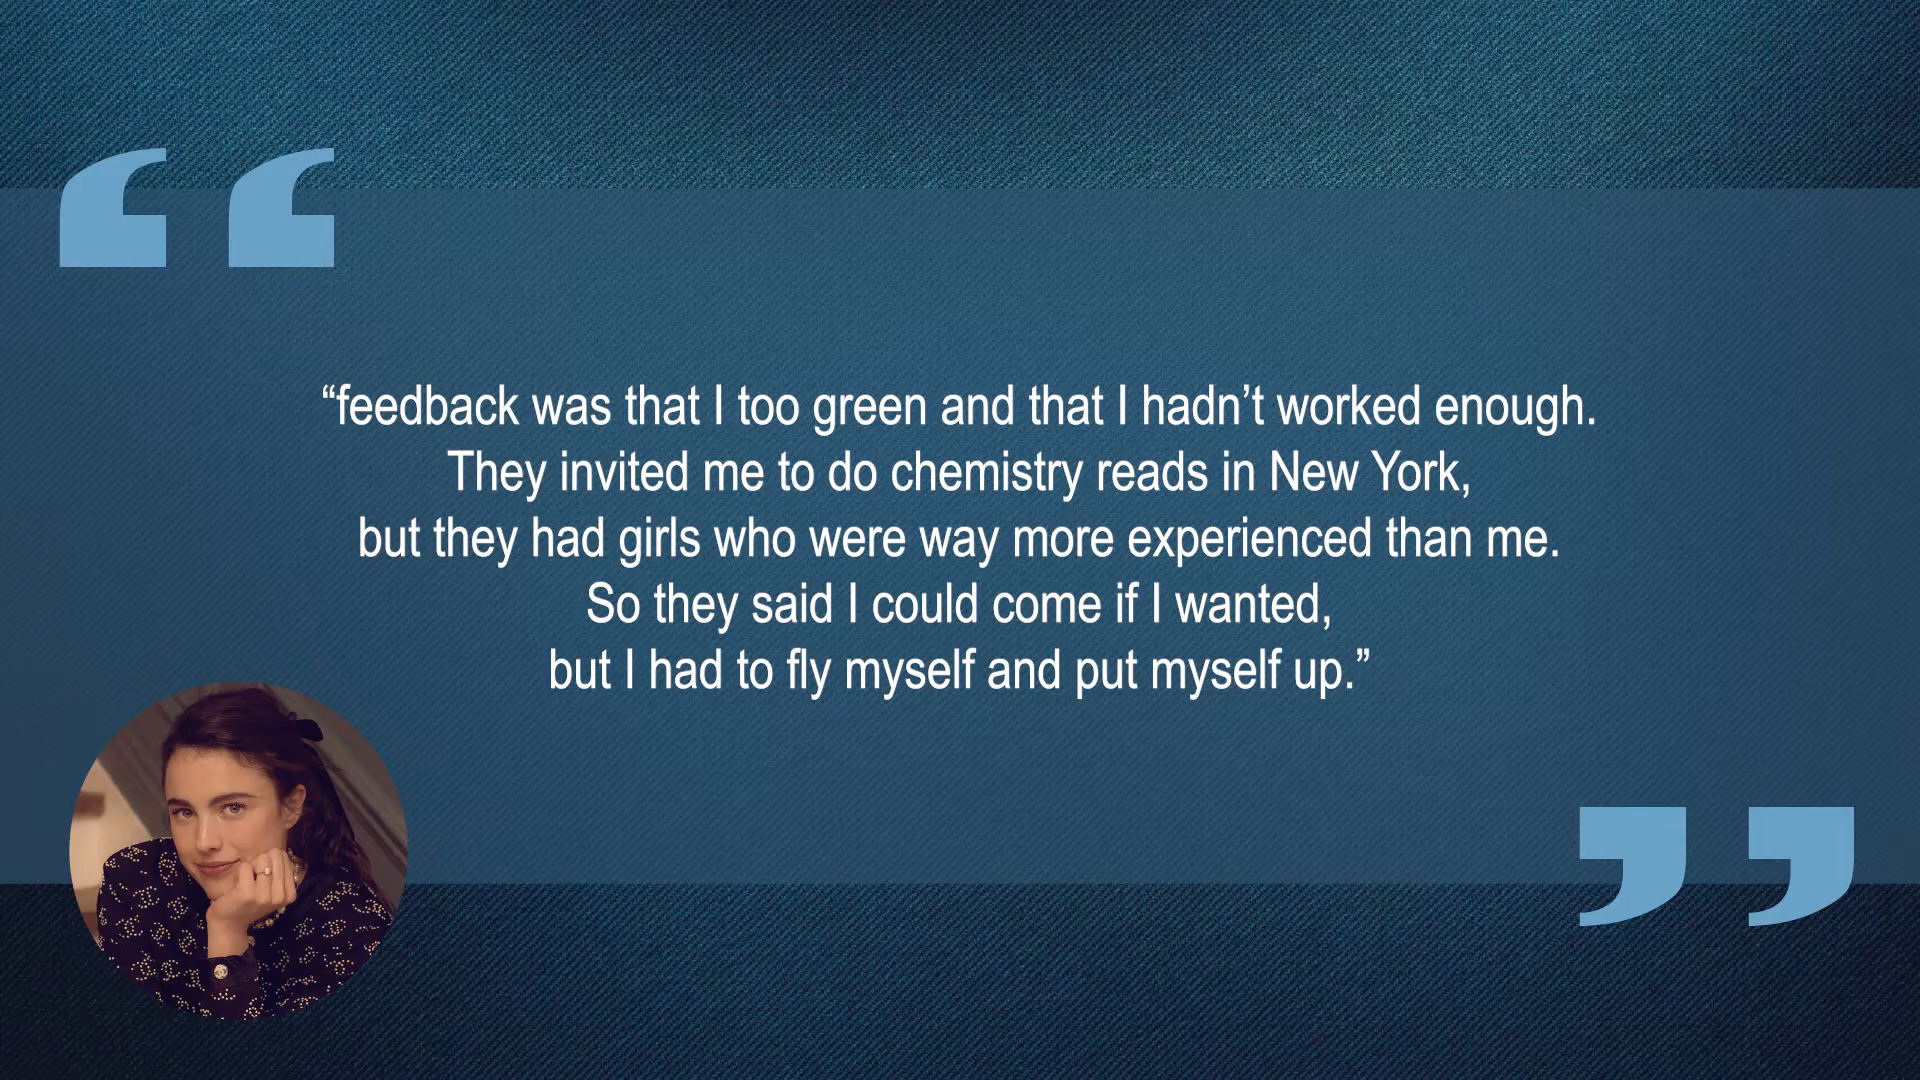 “feedback was that I too green and that I hadn’t worked enough.
They invited me to do chemistry reads in New York,
but they had girls who were way more experienced than me.
So they said I could come if I wanted,
but I had to fly myself and put myself up.”